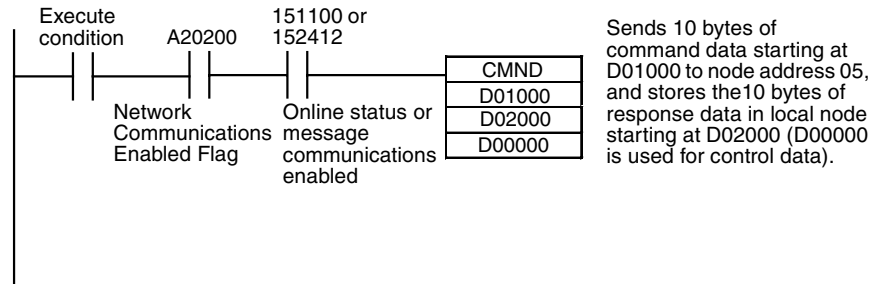 Execute
condition
A20200
151100 or
152412
CMND
D01000
D02000
D00000
Network
Communications
Enabled Flag
Online status or
message
communications
enabled
Sends 10 bytes of
command data starting at
D01000 to node address 05,
and stores the10 bytes of
response data in local node
starting at D02000 (D00000
is used for control data).